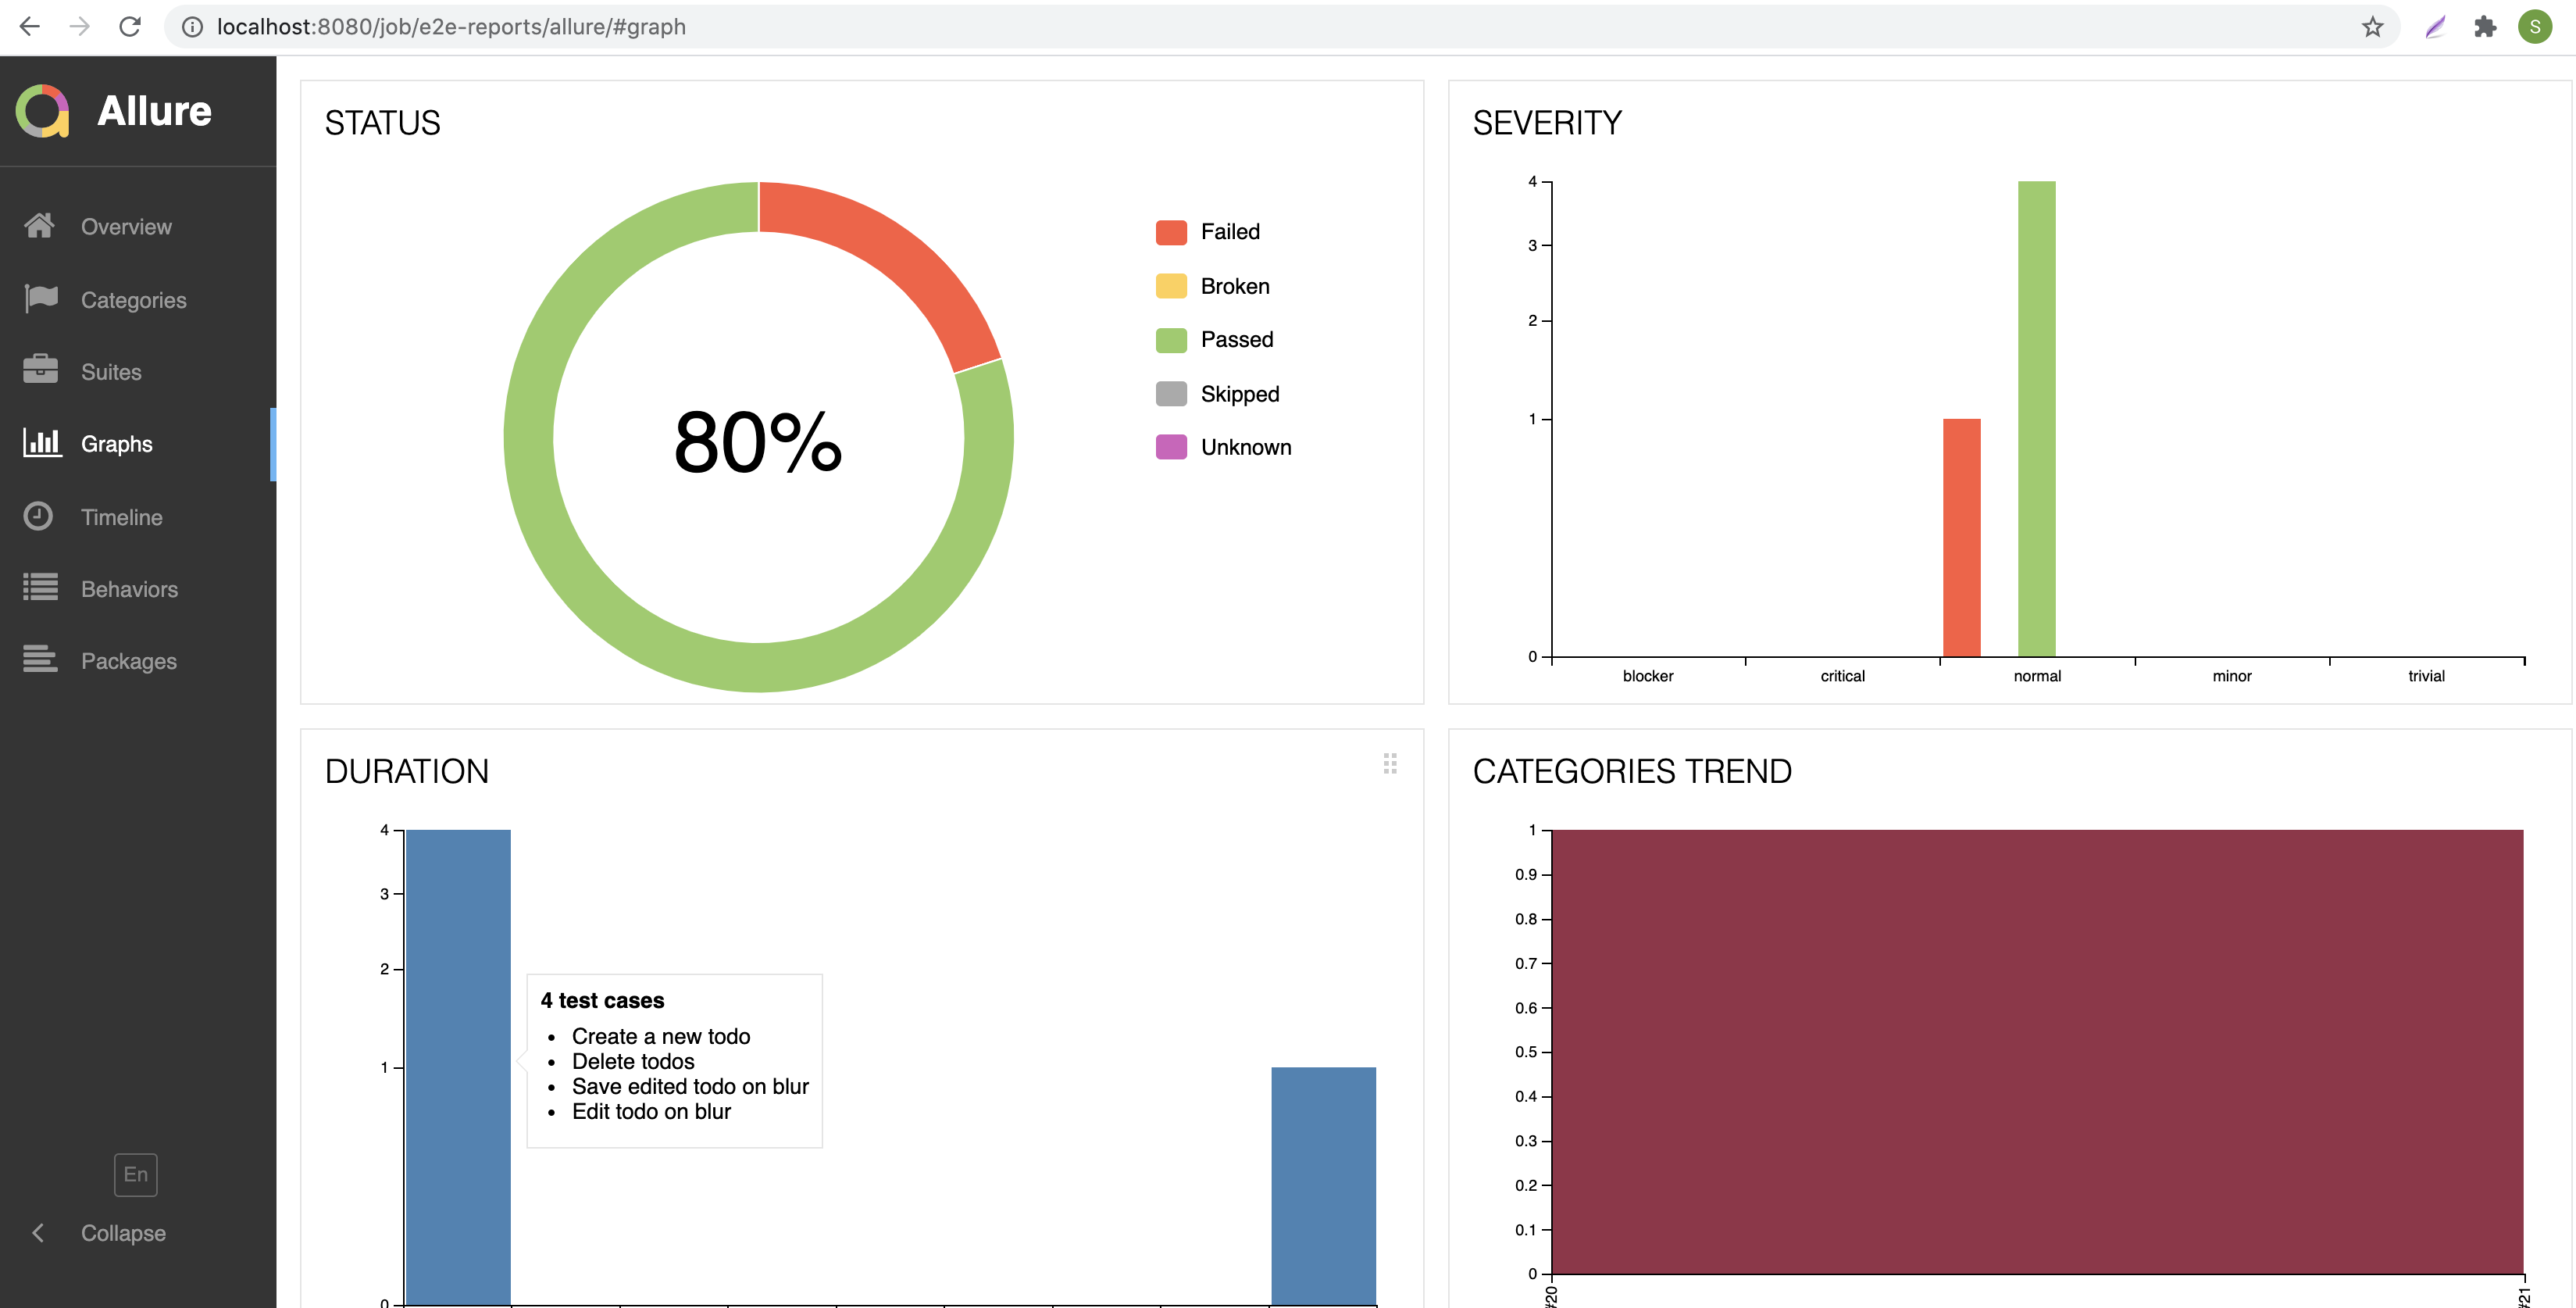 localhost:8080/job/e2e-reports/allure/#graph
S
Allure
Overview
Categories
Suites
Graphs
Timeline
Behaviors
Packages
En
Collapse
STATUS
80%
Failed
Broken
Passed
Skipped
Unknown
SEVERITY
4
3
2
1
0
blocker critical normal minor trivial
DURATION
4
3
2
1
0
4 test cases
• Create a new todo
• Delete todos
• Save edited todo on blur
• Edit todo on blur
CATEGORIES TREND
1
0.9
0.8
0.7
0.6
0.5
0.4
0.3
0.2
0.1
0
#20 #21